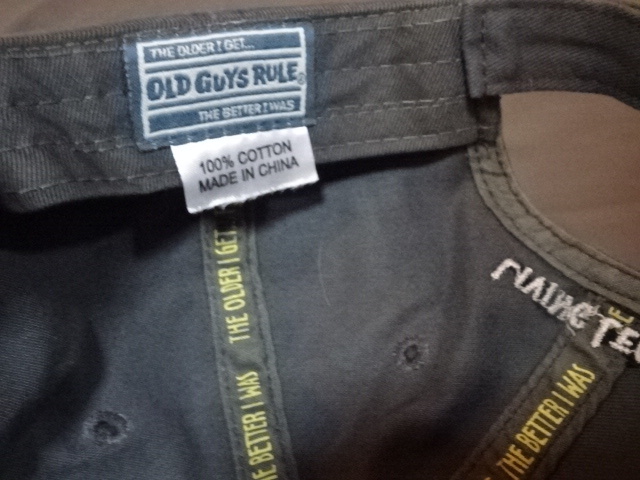 THE OLDER I GET...
OLD GUYS RULE®
THE BETTER I WAS
100% COTTON
MADE IN CHINA
THE OLDER I GET
THE BETTER I WAS
THE BETTER I WAS